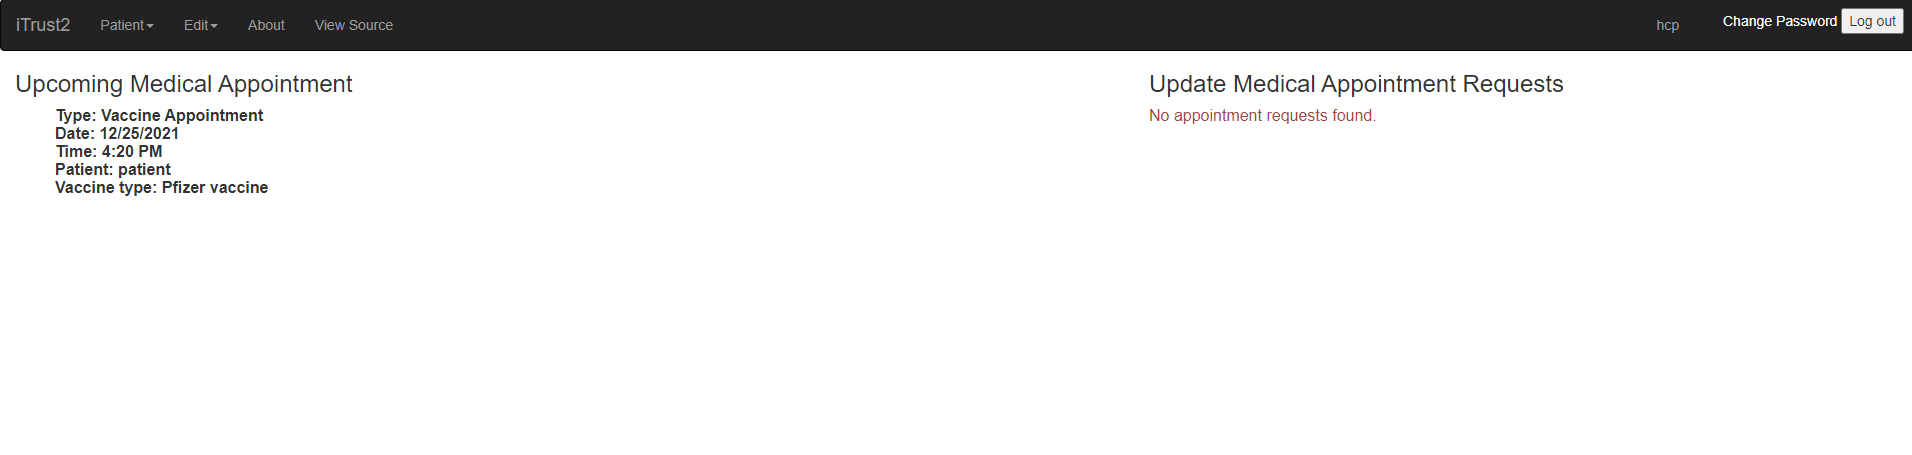 iTrust2 Patient Edit About View Source hcp Change Password Log out
Upcoming Medical Appointment
Type: Vaccine Appointment
Date: 12/25/2021
Time: 4:20 PM
Patient: patient
Vaccine type: Pfizer vaccine
Update Medical Appointment Requests
No appointment requests found.